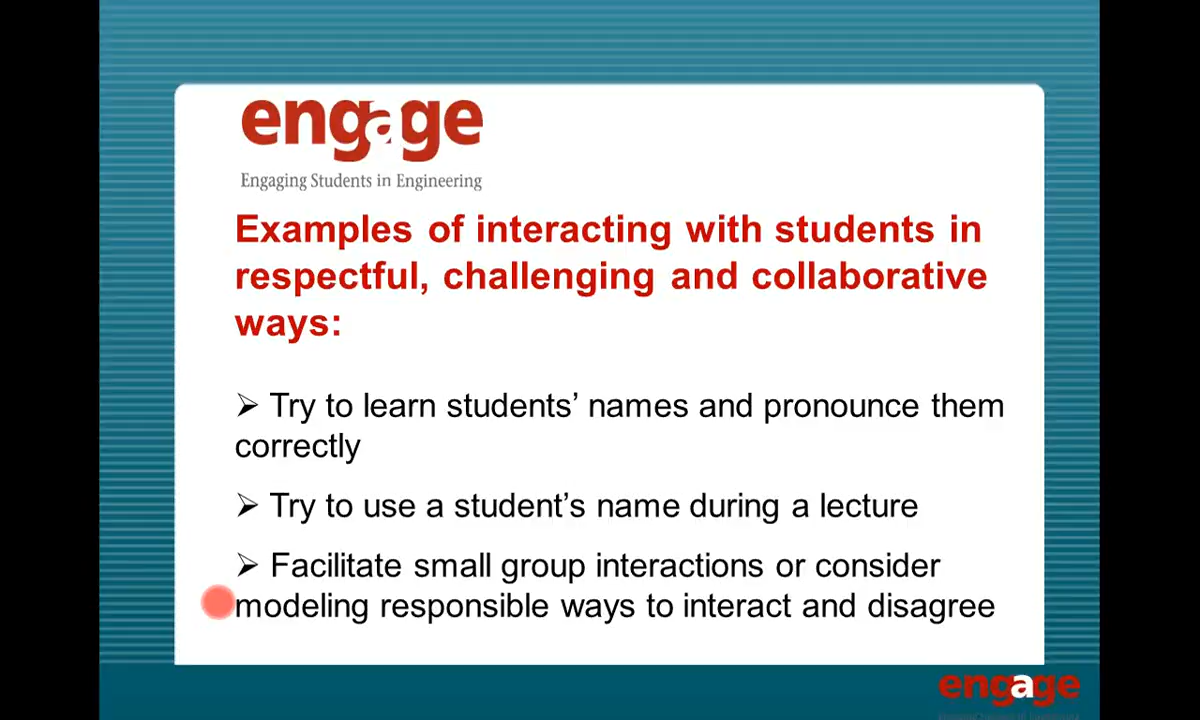 engage
Engaging Students in Engineering
Examples of interacting with students in
respectful, challenging and collaborative
ways:
➢ Try to learn students’ names and pronounce them
correctly
➢ Try to use a student’s name during a lecture
➢ Facilitate small group interactions or consider
modeling responsible ways to interact and disagree
engage